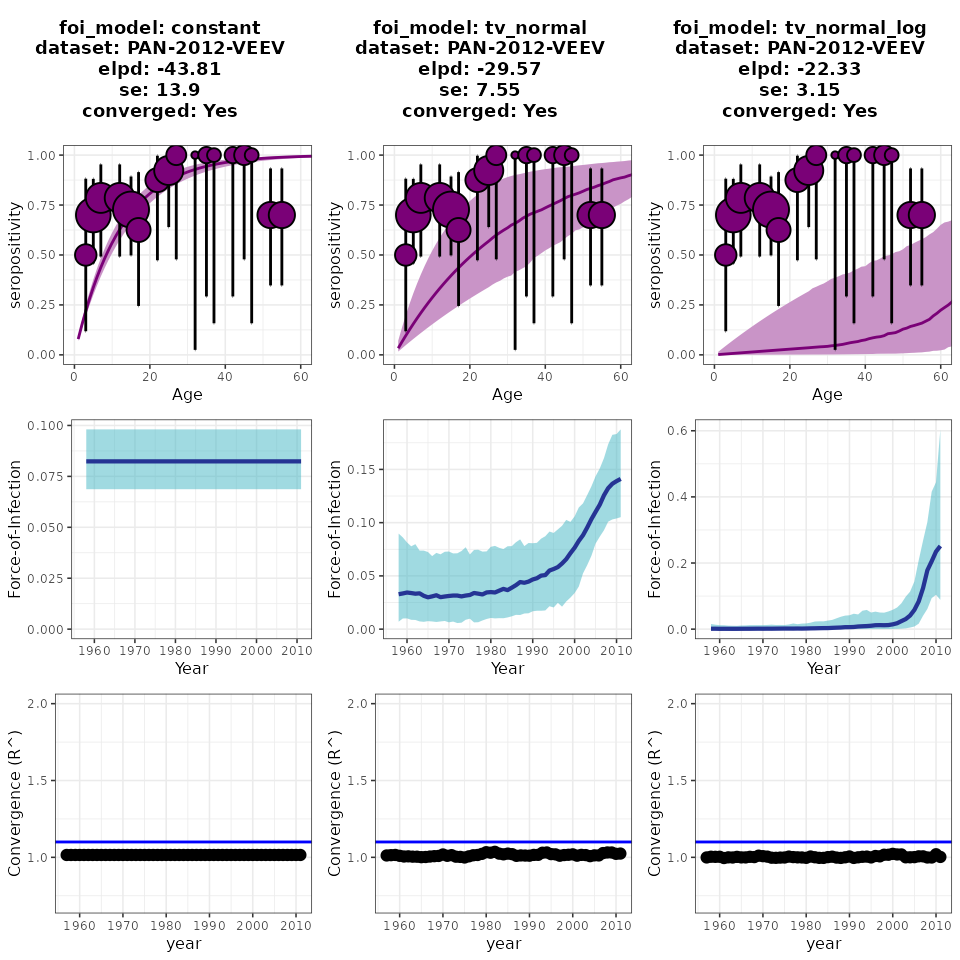 foi_model: constant
dataset: PAN-2012-VEEV
elpd: -43.81
se: 13.9
converged: Yes
foi_model: tv_normal
dataset: PAN-2012-VEEV
elpd: -29.57
se: 7.55
converged: Yes
foi_model: tv_normal_log
dataset: PAN-2012-VEEV
elpd: -22.33
se: 3.15
converged: Yes
seropositivity
1.00
0.75
0.50
0.25
0.00
0 20 40 60
Age
seropositivity
1.00
0.75
0.50
0.25
0.00
0 20 40 60
Age
seropositivity
1.00
0.75
0.50
0.25
0.00
0 20 40 60
Age
Force-of-Infection
0.100
0.075
0.050
0.025
0.000
1960 1970 1980 1990 2000 2010
Year
Force-of-Infection
0.15
0.10
0.05
0.00
1960 1970 1980 1990 2000 2010
Year
Force-of-Infection
0.6
0.4
0.2
0.0
1960 1970 1980 1990 2000 2010
Year
Convergence (R^)
2.0
1.5
1.0
1960 1970 1980 1990 2000 2010
year
Convergence (R^)
2.0
1.5
1.0
1960 1970 1980 1990 2000 2010
year
Convergence (R^)
2.0
1.5
1.0
1960 1970 1980 1990 2000 2010
year